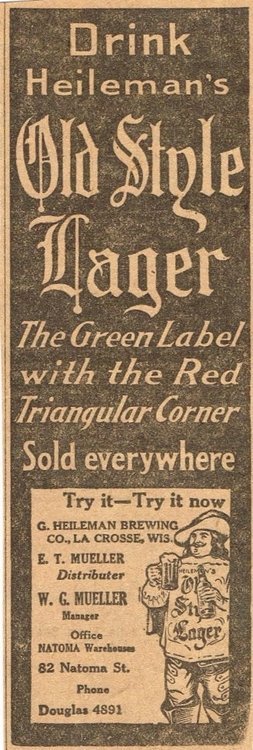 Drink
Heileman's
Old Style
Lager
The Green Label
with the Red
Triangular Corner
Sold everywhere
Try it—Try it now
G. HEILEMAN BREWING
CO., LA CROSSE, WIS.
E. T. MUELLER
Distributer
W. G. MUELLER
Manager
Office
NATOMA Warehouses
82 Natoma St.
Phone
Douglas 4891
HEILEMAN'S
Old
Style
Lager